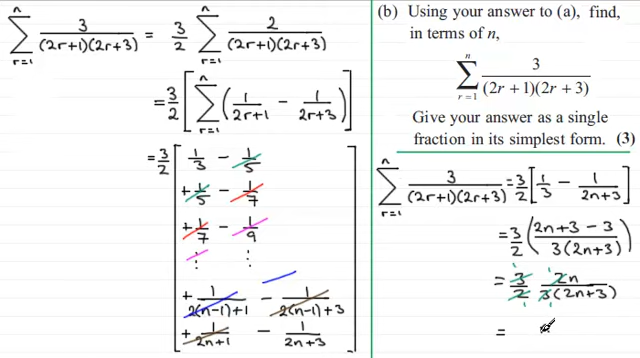 n
∑ r=1 3/((2r+1)(2r+3)) = 3/2 n ∑ r=1 2/((2r+1)(2r+3))
= 3/2 [ n ∑ r=1 (1/(2r+1) − 1/(2r+3)) ]
= 3/2 [ 1/3 − 1/5
+ 1/5 − 1/7
+ 1/7 − 1/9
⋮ ⋮
+ 1/(2(n−1)+1) − 1/(2(n−1)+3)
+ 1/(2n+1) − 1/(2n+3) ]
(b) Using your answer to (a), find,
in terms of n,
n ∑ r=1 3/((2r + 1)(2r + 3))
Give your answer as a single
fraction in its simplest form. (3)
n ∑ r=1 3/((2r+1)(2r+3)) = 3/2 [ 1/3 − 1/(2n+3) ]
= 3/2 ( (2n+3 − 3)/(3(2n+3)) )
= 3/2 2n/(3(2n+3))
=